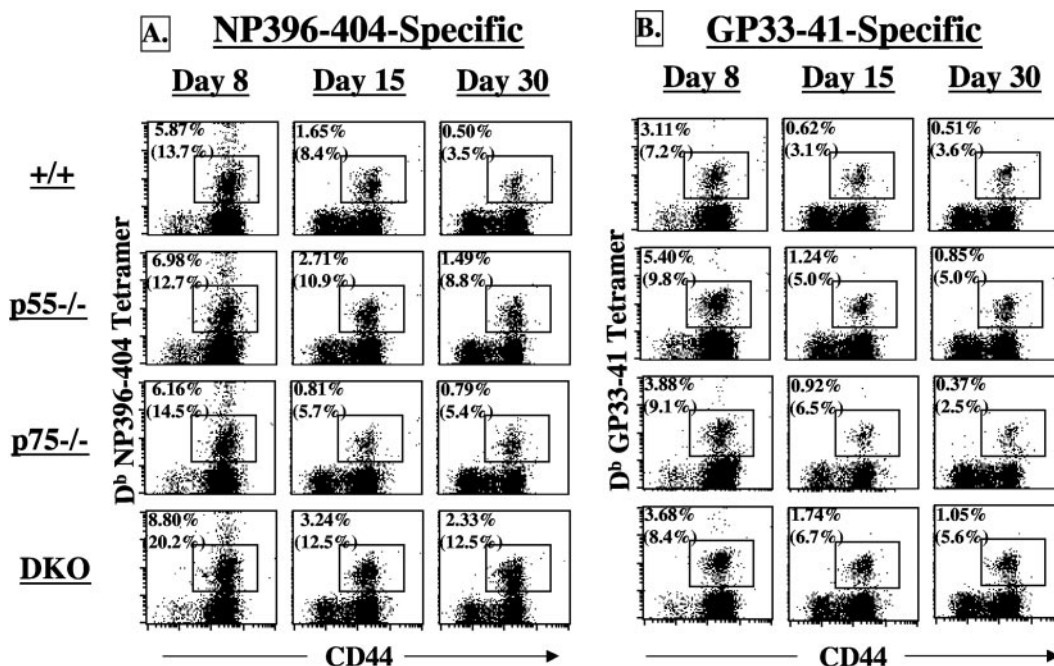 A. NP396-404-Specific
Day 8 Day 15 Day 30
B. GP33-41-Specific
Day 8 Day 15 Day 30
+/+
p55-/-
p75-/-
DKO
Dᵇ NP396-404 Tetramer
5.87% 1.65% 0.50%
(13.7%) (8.4%) (3.5%)
6.98% 2.71% 1.49%
(12.7%) (10.9%) (8.8%)
6.16% 0.81% 0.79%
(14.5%) (5.7%) (5.4%)
8.80% 3.24% 2.33%
(20.2%) (12.5%) (12.5%)
CD44
Dᵇ GP33-41 Tetramer
3.11% 0.62% 0.51%
(7.2%) (3.1%) (3.6%)
5.40% 1.24% 0.85%
(9.8%) (5.0%) (5.0%)
3.88% 0.92% 0.37%
(9.1%) (6.5%) (2.5%)
3.68% 1.74% 1.05%
(8.4%) (6.7%) (5.6%)
CD44